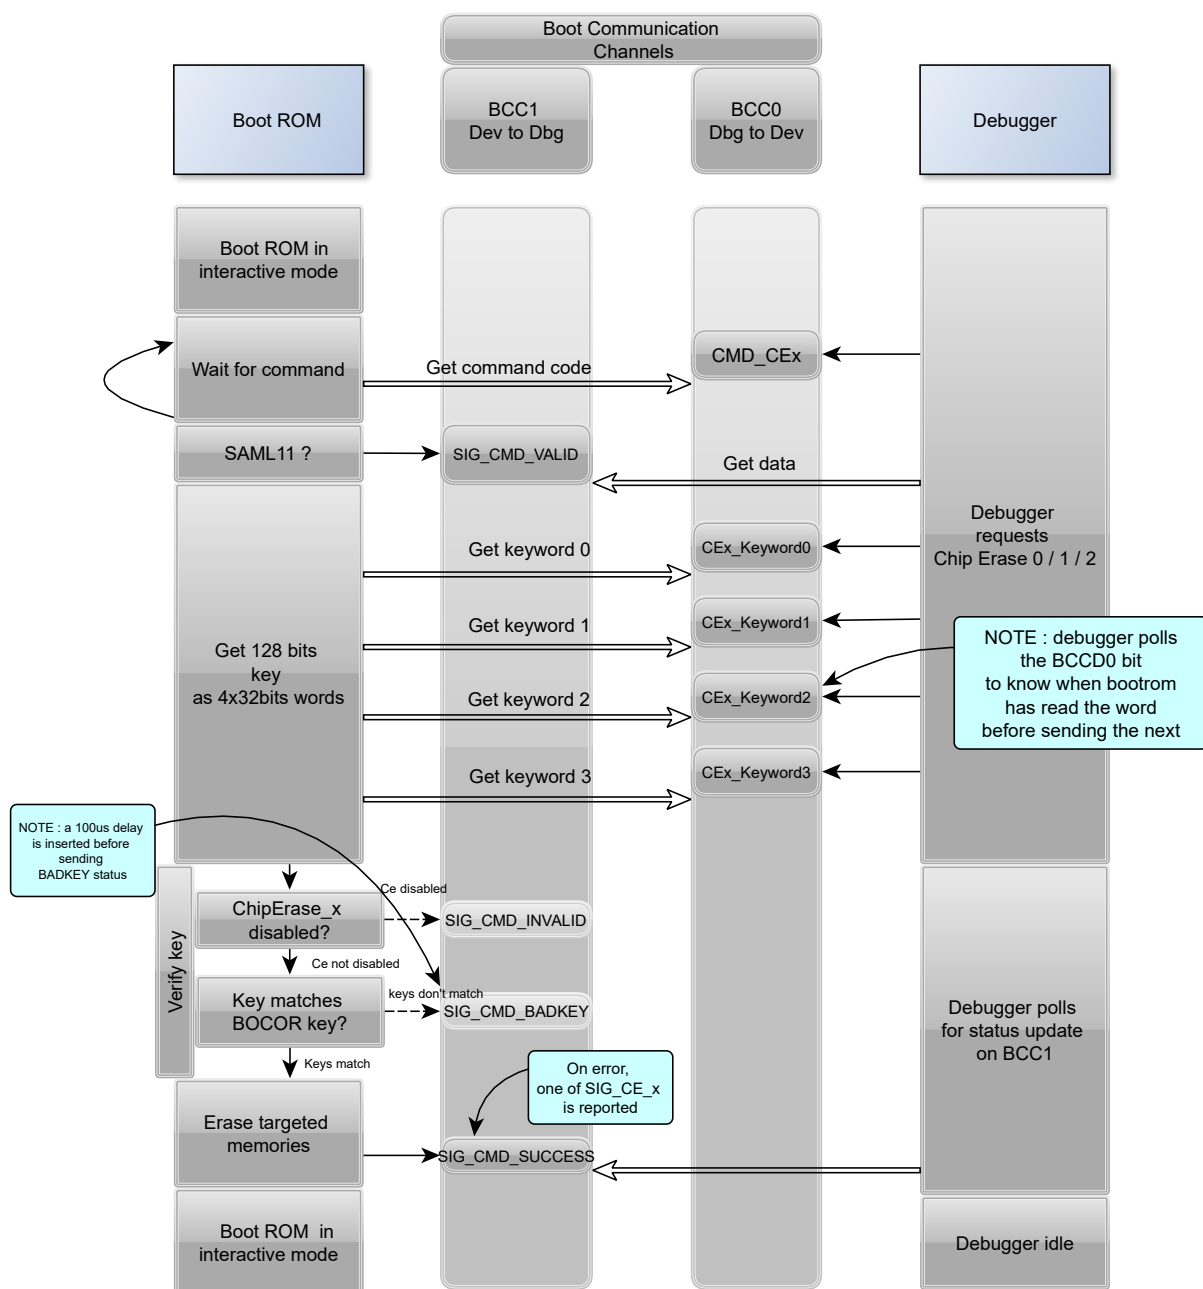 Boot Communication
Channels
Boot ROM
BCC1
Dev to Dbg
BCC0
Dbg to Dev
Debugger
Boot ROM in
interactive mode
Wait for command
Get command code
CMD_CEx
SAML11 ?
SIG_CMD_VALID
Get data
Debugger
requests
Chip Erase 0 / 1 / 2
Get keyword 0
CEx_Keyword0
Get keyword 1
CEx_Keyword1
Get 128 bits
key
as 4x32bits words
Get keyword 2
CEx_Keyword2
NOTE : debugger polls
the BCCD0 bit
to know when bootrom
has read the word
before sending the next
Get keyword 3
CEx_Keyword3
NOTE : a 100us delay
is inserted before
sending
BADKEY status
Verify key
ChipErase_x
disabled?
Ce disabled
SIG_CMD_INVALID
Ce not disabled
Key matches
BOCOR key?
keys don't match
SIG_CMD_BADKEY
Debugger polls
for status update
on BCC1
Keys match
On error,
one of SIG_CE_x
is reported
Erase targeted
memories
SIG_CMD_SUCCESS
Boot ROM in
interactive mode
Debugger idle